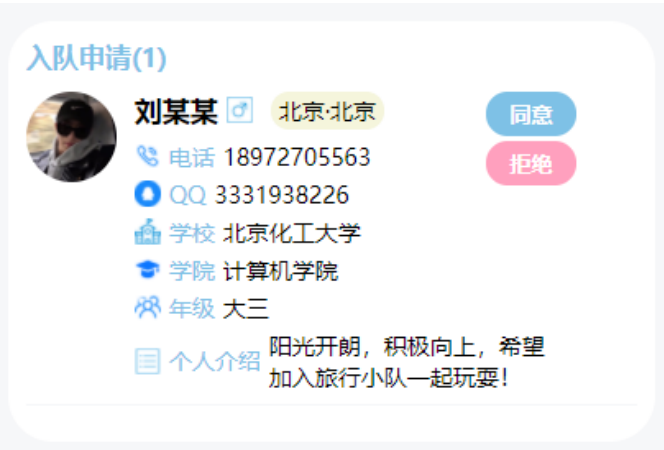 入队申请(1)
刘某某 北京·北京 同意
电话 18972705563 拒绝
QQ 3331938226
学校 北京化工大学
学院 计算机学院
年级 大三
个人介绍 阳光开朗，积极向上，希望
加入旅行小队一起玩耍！